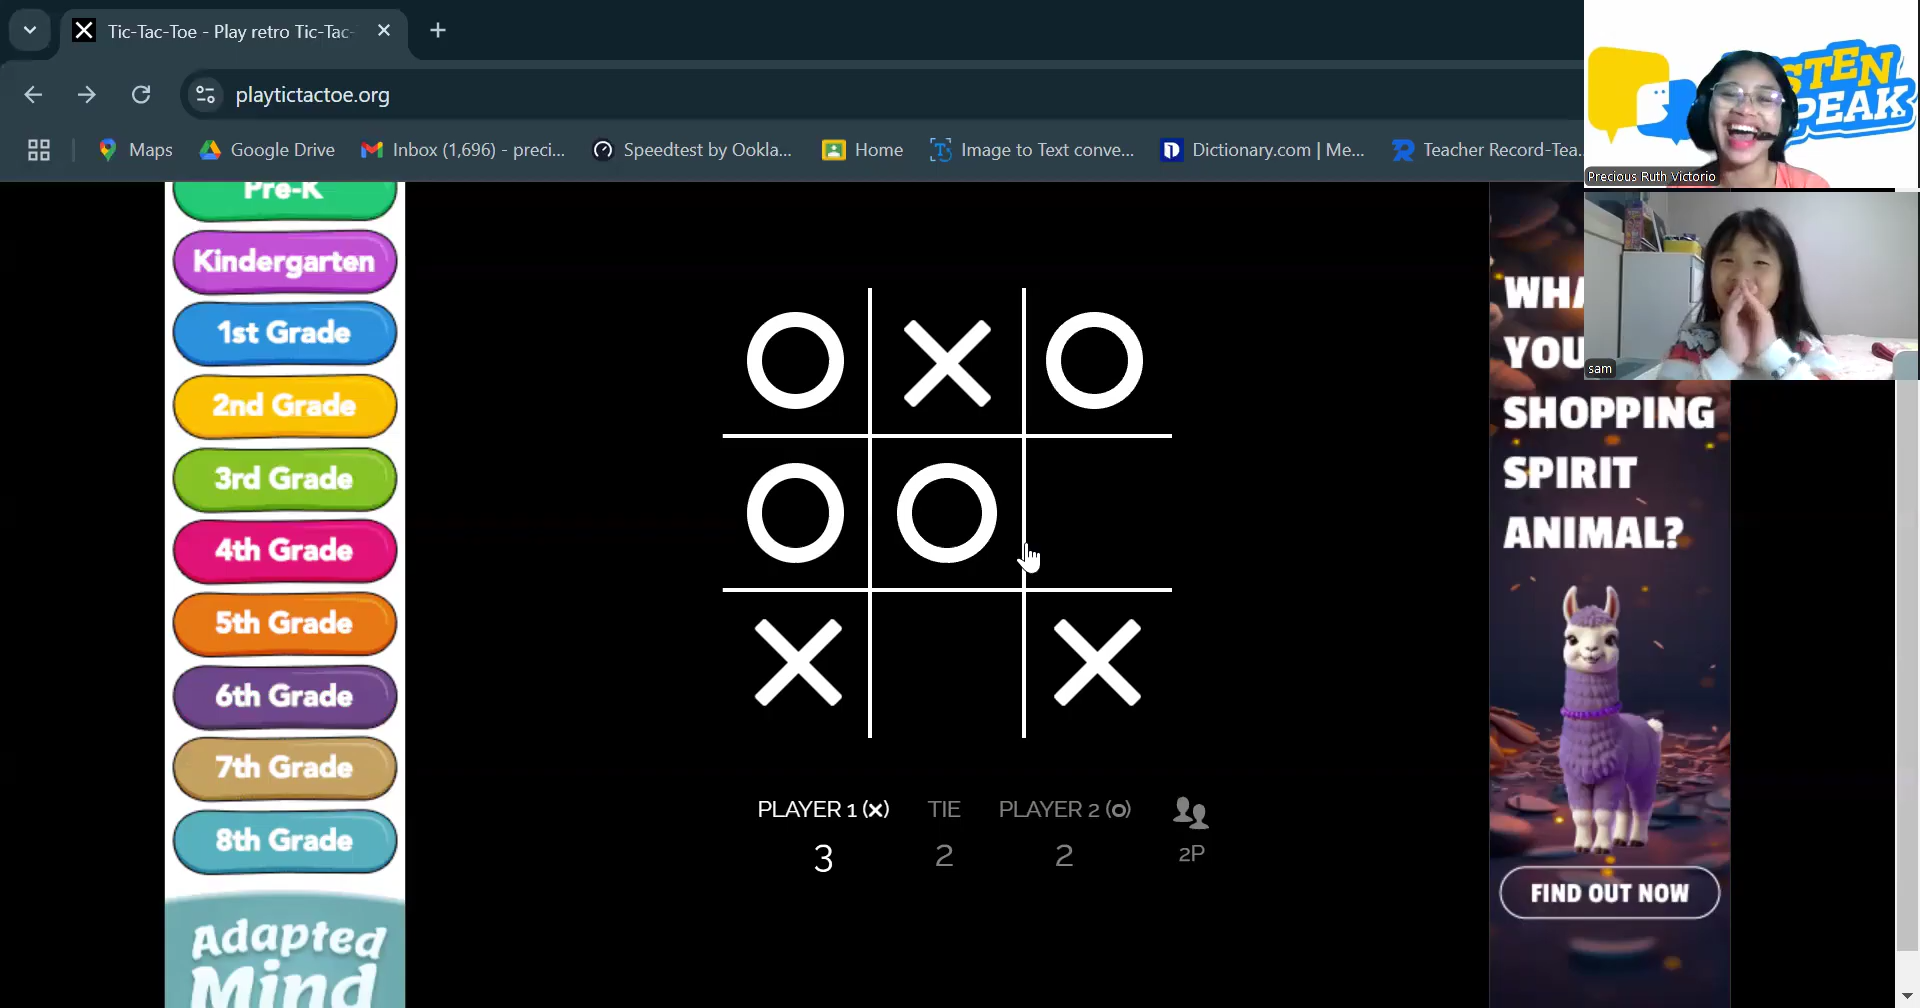 Tic-Tac-Toe - Play retro Tic-Tac-
playtictactoe.org
Maps
Google Drive
Inbox (1,696) - preci...
Speedtest by Ookla...
Home
Image to Text conve...
Dictionary.com | Me...
Teacher Record-Tea...
STEN
PEAK
Precious Ruth Victorio
sam
Pre-K
Kindergarten
1st Grade
2nd Grade
3rd Grade
4th Grade
5th Grade
6th Grade
7th Grade
8th Grade
Adapted
Mind
O X O
O O
X X
PLAYER 1 (X) TIE PLAYER 2 (O)
3 2 2 2P
WHA
YOU
SHOPPING
SPIRIT
ANIMAL?
FIND OUT NOW